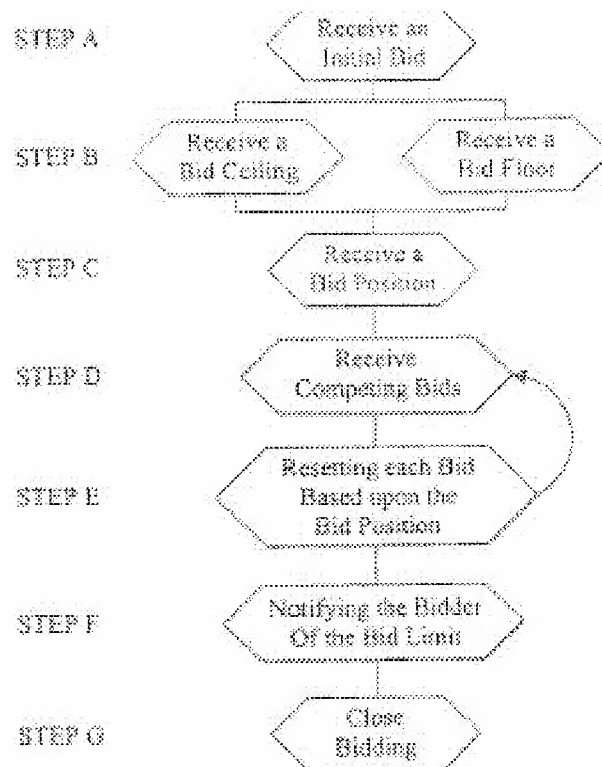 STEP A
Receive an
Initial Bid
STEP B
Receive a
Bid Ceiling
Receive a
Bid Floor
STEP C
Receive a
Bid Position
STEP D
Receive
Competing Bids
STEP E
Resetting each Bid
Based upon the
Bid Position
STEP F
Notifying the Bidder
Of the Bid Limit
STEP G
Close
Bidding